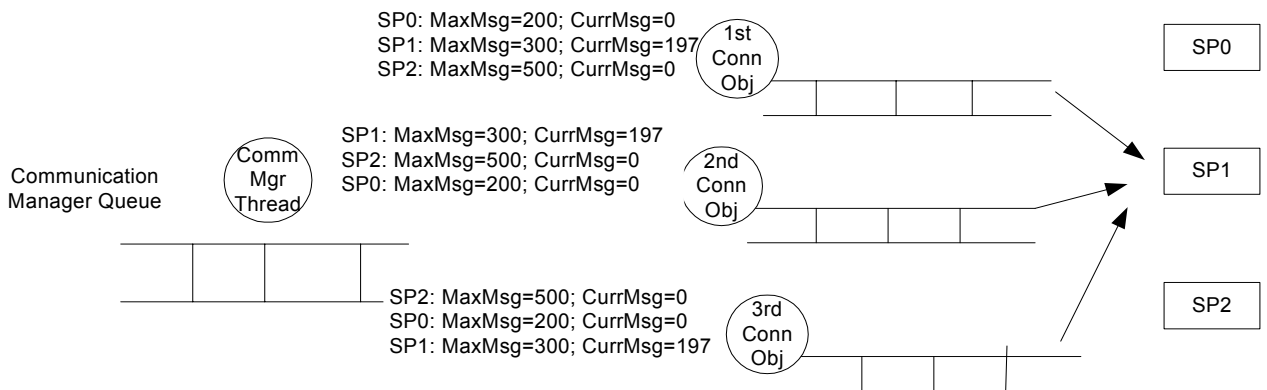 SP0: MaxMsg=200; CurrMsg=0
SP1: MaxMsg=300; CurrMsg=197
SP2: MaxMsg=500; CurrMsg=0
1st
Conn
Obj
SP0
SP1: MaxMsg=300; CurrMsg=197
SP2: MaxMsg=500; CurrMsg=0
SP0: MaxMsg=200; CurrMsg=0
Communication
Manager Queue
Comm
Mgr
Thread
2nd
Conn
Obj
SP1
SP2: MaxMsg=500; CurrMsg=0
SP0: MaxMsg=200; CurrMsg=0
SP1: MaxMsg=300; CurrMsg=197
3rd
Conn
Obj
SP2